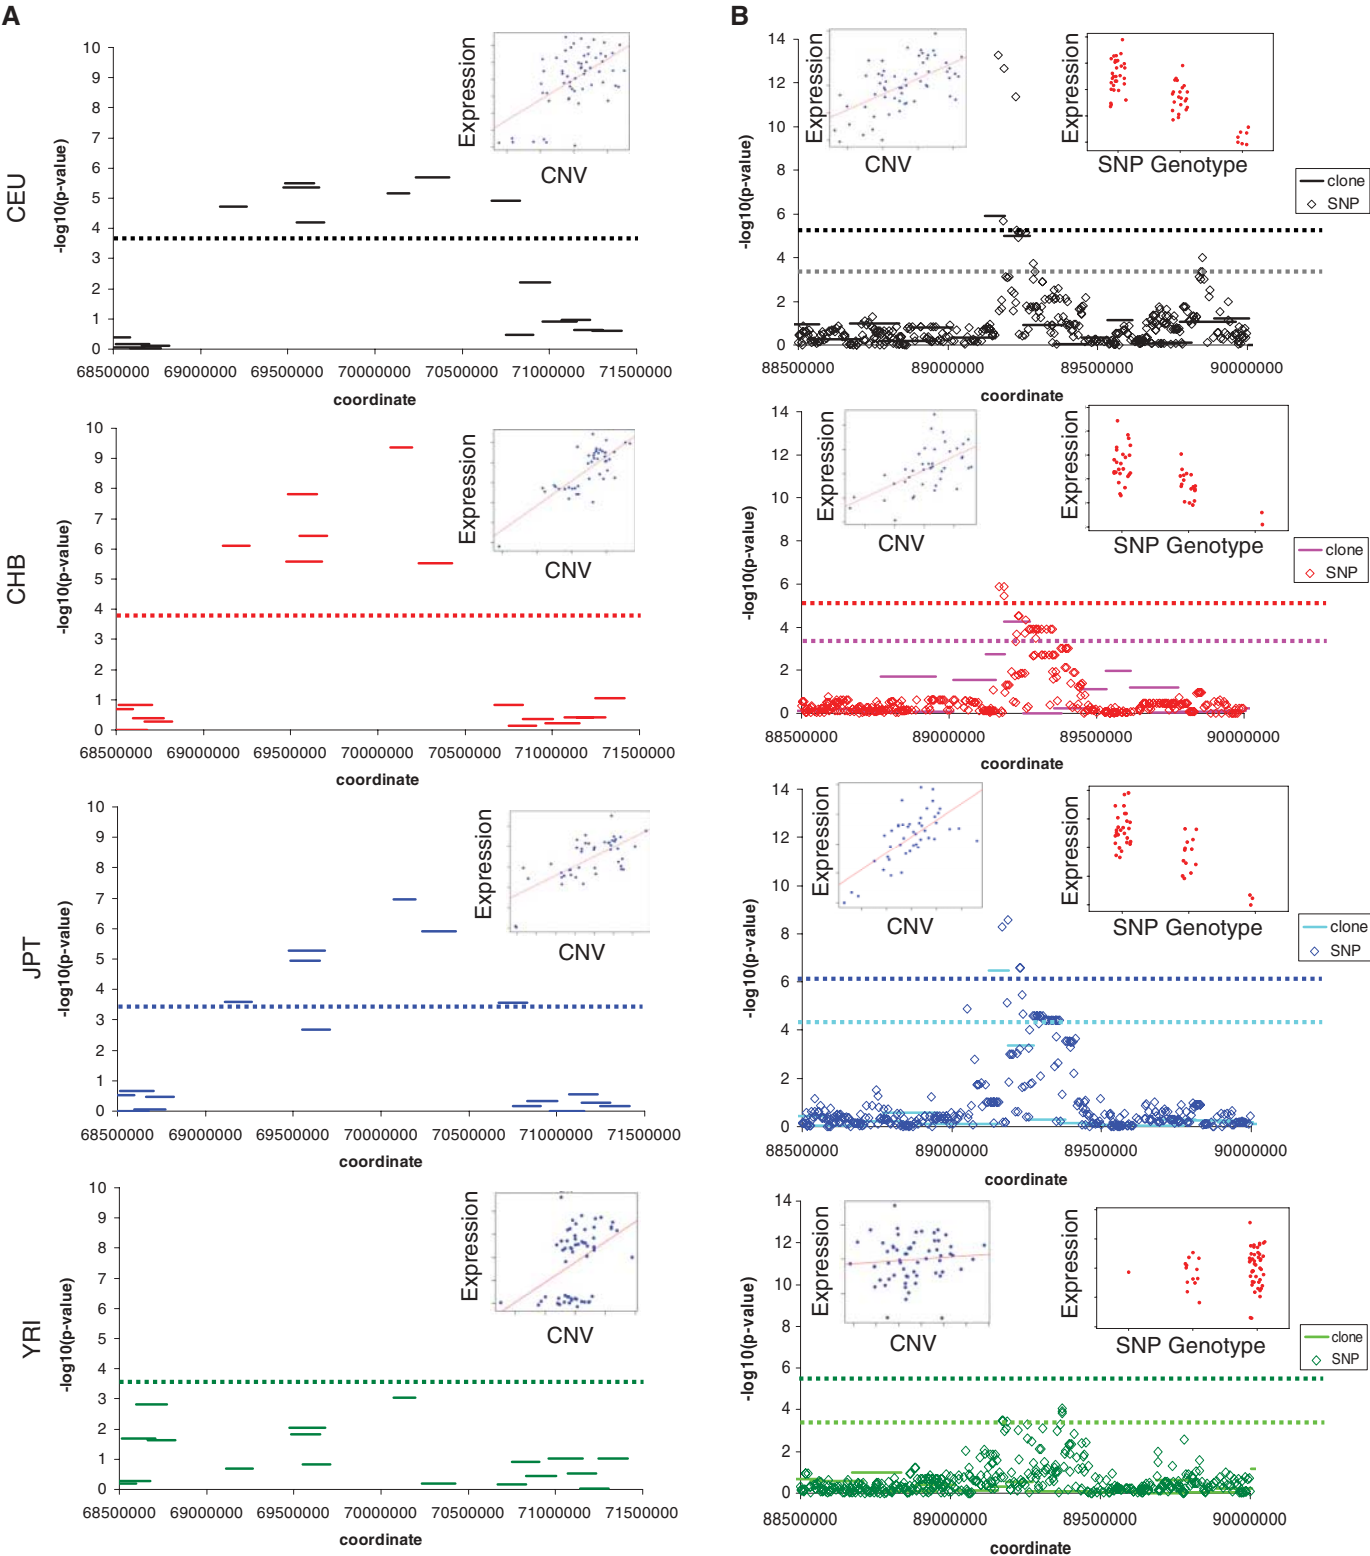 A
CEU
-log10(p-value)
10
9
8
7
6
5
4
3
2
1
0
68500000 69000000 69500000 70000000 70500000 71000000 71500000
coordinate
Expression
CNV
CHB
-log10(p-value)
10
9
8
7
6
5
4
3
2
1
0
68500000 69000000 69500000 70000000 70500000 71000000 71500000
coordinate
Expression
CNV
JPT
-log10(p-value)
10
9
8
7
6
5
4
3
2
1
0
68500000 69000000 69500000 70000000 70500000 71000000 71500000
coordinate
Expression
CNV
YRI
-log10(p-value)
10
9
8
7
6
5
4
3
2
1
0
68500000 69000000 69500000 70000000 70500000 71000000 71500000
coordinate
Expression
CNV
B
-log10(p-value)
14
12
10
8
6
4
2
0
88500000 89000000 89500000 90000000
coordinate
Expression
CNV
Expression
SNP Genotype
clone
SNP
-log10(p-value)
14
12
10
8
6
4
2
0
88500000 89000000 89500000 90000000
coordinate
Expression
CNV
Expression
SNP Genotype
clone
SNP
-log10(p-value)
14
12
10
8
6
4
2
0
88500000 89000000 89500000 90000000
coordinate
Expression
CNV
Expression
SNP Genotype
clone
SNP
-log10(p-value)
14
12
10
8
6
4
2
0
88500000 89000000 89500000 90000000
coordinate
Expression
CNV
Expression
SNP Genotype
clone
SNP